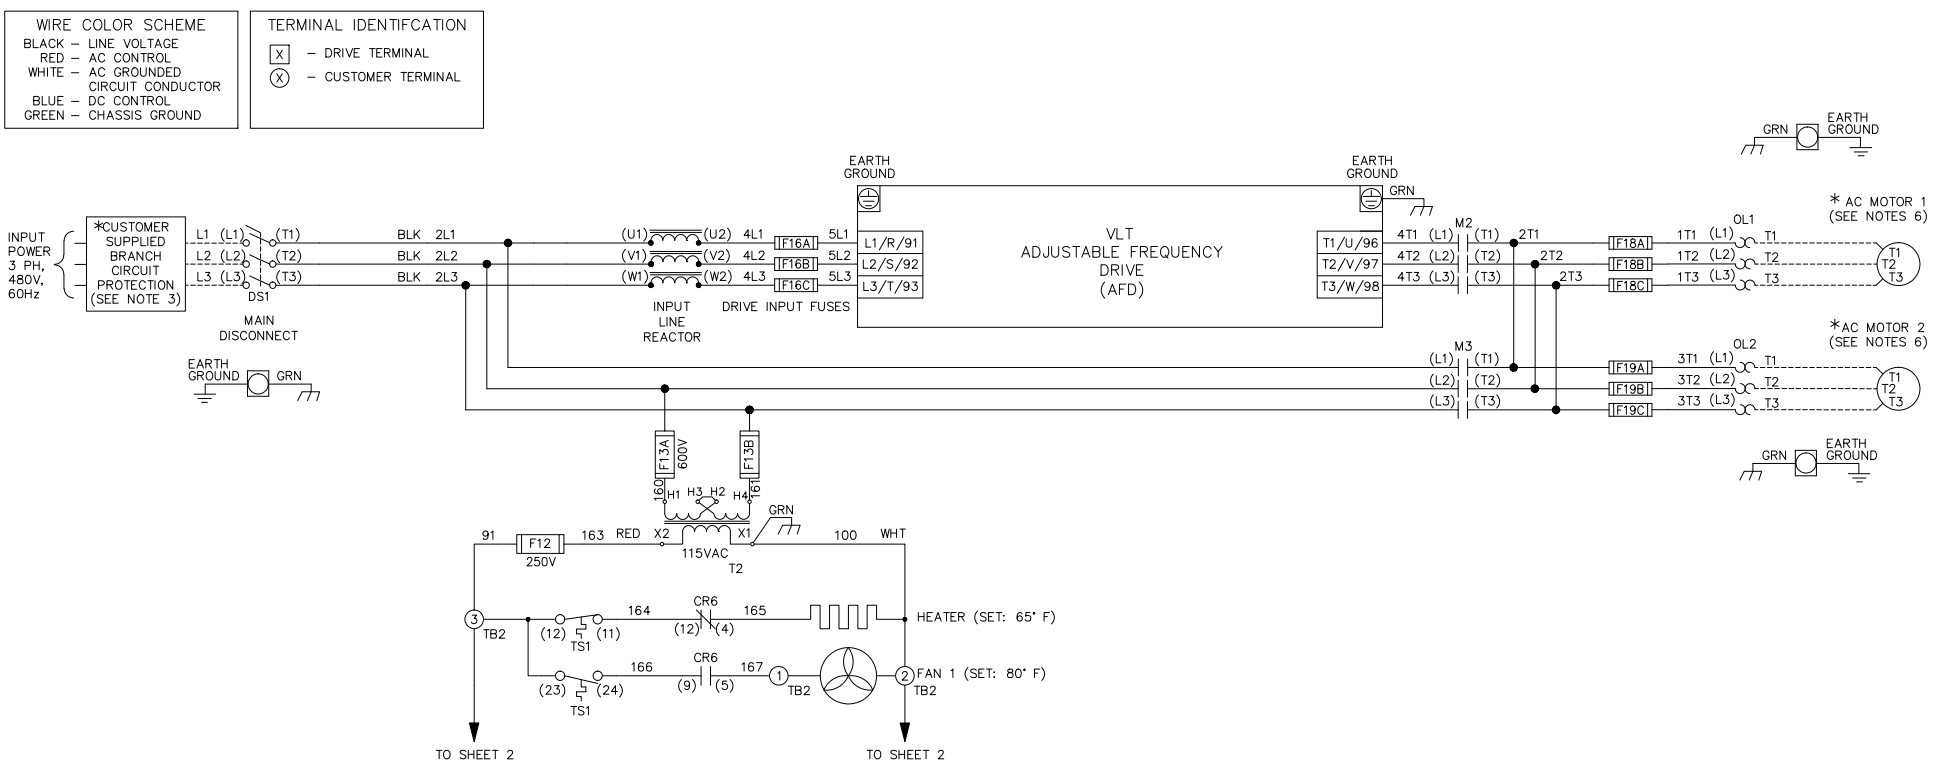 WIRE COLOR SCHEME
BLACK – LINE VOLTAGE
RED – AC CONTROL
WHITE – AC GROUNDED
CIRCUIT CONDUCTOR
BLUE – DC CONTROL
GREEN – CHASSIS GROUND
TERMINAL IDENTIFCATION
X – DRIVE TERMINAL
X – CUSTOMER TERMINAL
INPUT
POWER
3 PH,
480V,
60Hz
*CUSTOMER
SUPPLIED
BRANCH
CIRCUIT
PROTECTION
(SEE NOTE 3)
L1 (L1) (T1) BLK 2L1 (U1) (U2) 4L1 F16A 5L1 L1/R/91
L2 (L2) (T2) BLK 2L2 (V1) (V2) 4L2 F16B 5L2 L2/S/92
L3 (L3) (T3) BLK 2L3 (W1) (W2) 4L3 F16C 5L3 L3/T/93
DS1
MAIN
DISCONNECT
INPUT
LINE
REACTOR
DRIVE INPUT FUSES
EARTH
GROUND
GRN
EARTH
GROUND
VLT
ADJUSTABLE FREQUENCY
DRIVE
(AFD)
EARTH
GROUND
GRN
M2
T1/U/96 4T1 (L1) (T1) 2T1 F18A 1T1 (L1) T1
T2/V/97 4T2 (L2) (T2) 2T2 F18B 1T2 (L2) T2
T3/W/98 4T3 (L3) (T3) 2T3 F18C 1T3 (L3) T3
OL1
GRN
EARTH
GROUND
* AC MOTOR 1
(SEE NOTES 6)
T1
T2
T3
M3
(L1) (T1) F19A 3T1 (L1) T1
(L2) (T2) F19B 3T2 (L2) T2
(L3) (T3) F19C 3T3 (L3) T3
OL2
*AC MOTOR 2
(SEE NOTES 6)
T1
T2
T3
GRN
EARTH
GROUND
F13A
600V
F13B
160
161
H1 H3 H2 H4
GRN
91 F12 163 RED X2 X1 100 WHT
250V
115VAC
T2
3
TB2
(12) (11) 164 CR6 (12) (4) 165
TS1
HEATER (SET: 65° F)
(23) (24) 166 CR6 (9) (5) 167 1 TB2
TS1
2
TB2
FAN 1 (SET: 80° F)
TO SHEET 2
TO SHEET 2